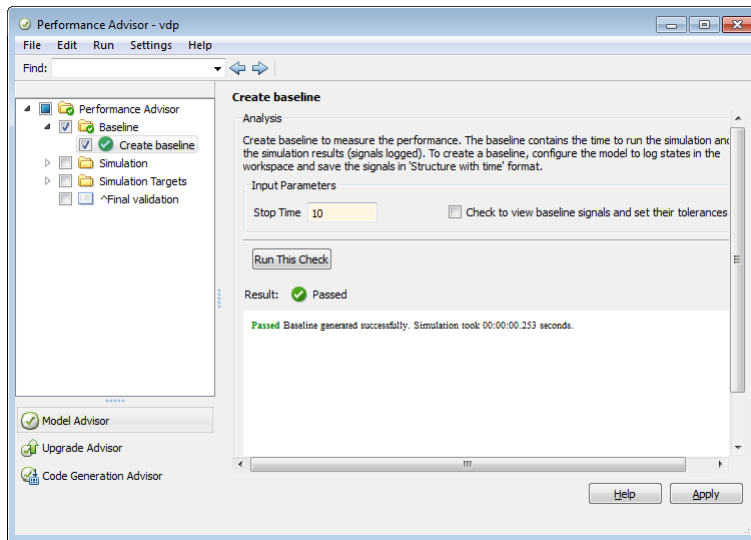 Performance Advisor - vdp
File Edit Run Settings Help
Find:
Performance Advisor
Baseline
Create baseline
Simulation
Simulation Targets
^Final validation
Model Advisor
Upgrade Advisor
Code Generation Advisor
Create baseline
Analysis
Create baseline to measure the performance. The baseline contains the time to run the simulation and
the simulation results (signals logged). To create a baseline, configure the model to log states in the
workspace and save the signals in 'Structure with time' format.
Input Parameters
Stop Time 10 Check to view baseline signals and set their tolerances
Run This Check
Result: Passed
Passed Baseline generated successfully. Simulation took 00:00:00.253 seconds.
Help Apply